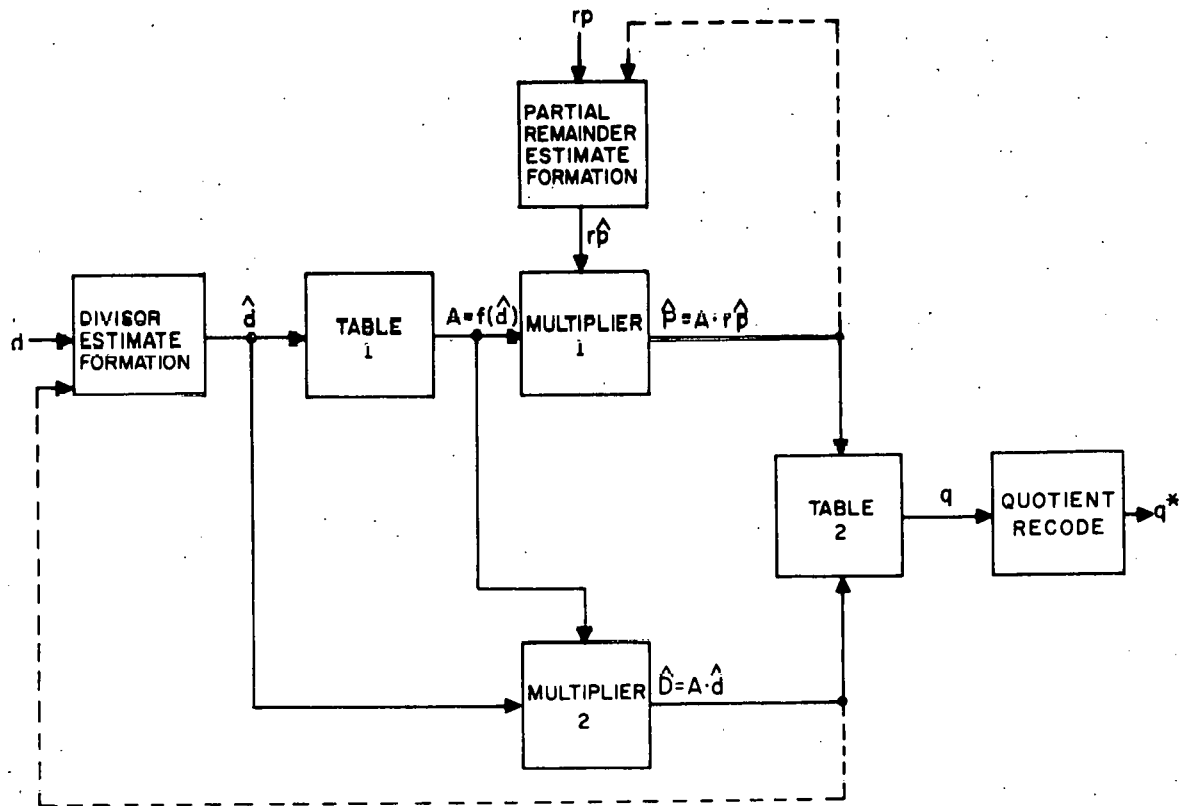 rp
PARTIAL
REMAINDER
ESTIMATE
FORMATION
rp̂
d
DIVISOR
ESTIMATE
FORMATION
d̂
TABLE
1
A=f(d̂)
MULTIPLIER
1
P̂=A·rp̂
TABLE
2
q
QUOTIENT
RECODE
q*
MULTIPLIER
2
D̂=A·d̂